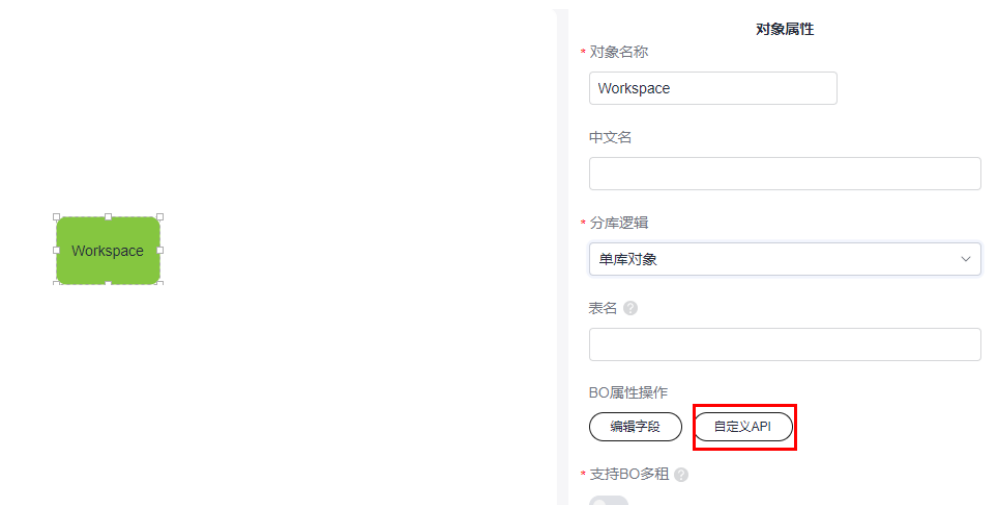 对象属性
* 对象名称
Workspace
中文名
* 分库逻辑
单库对象
表名 ?
BO属性操作
编辑字段 自定义API
* 支持BO多租 ?
Workspace